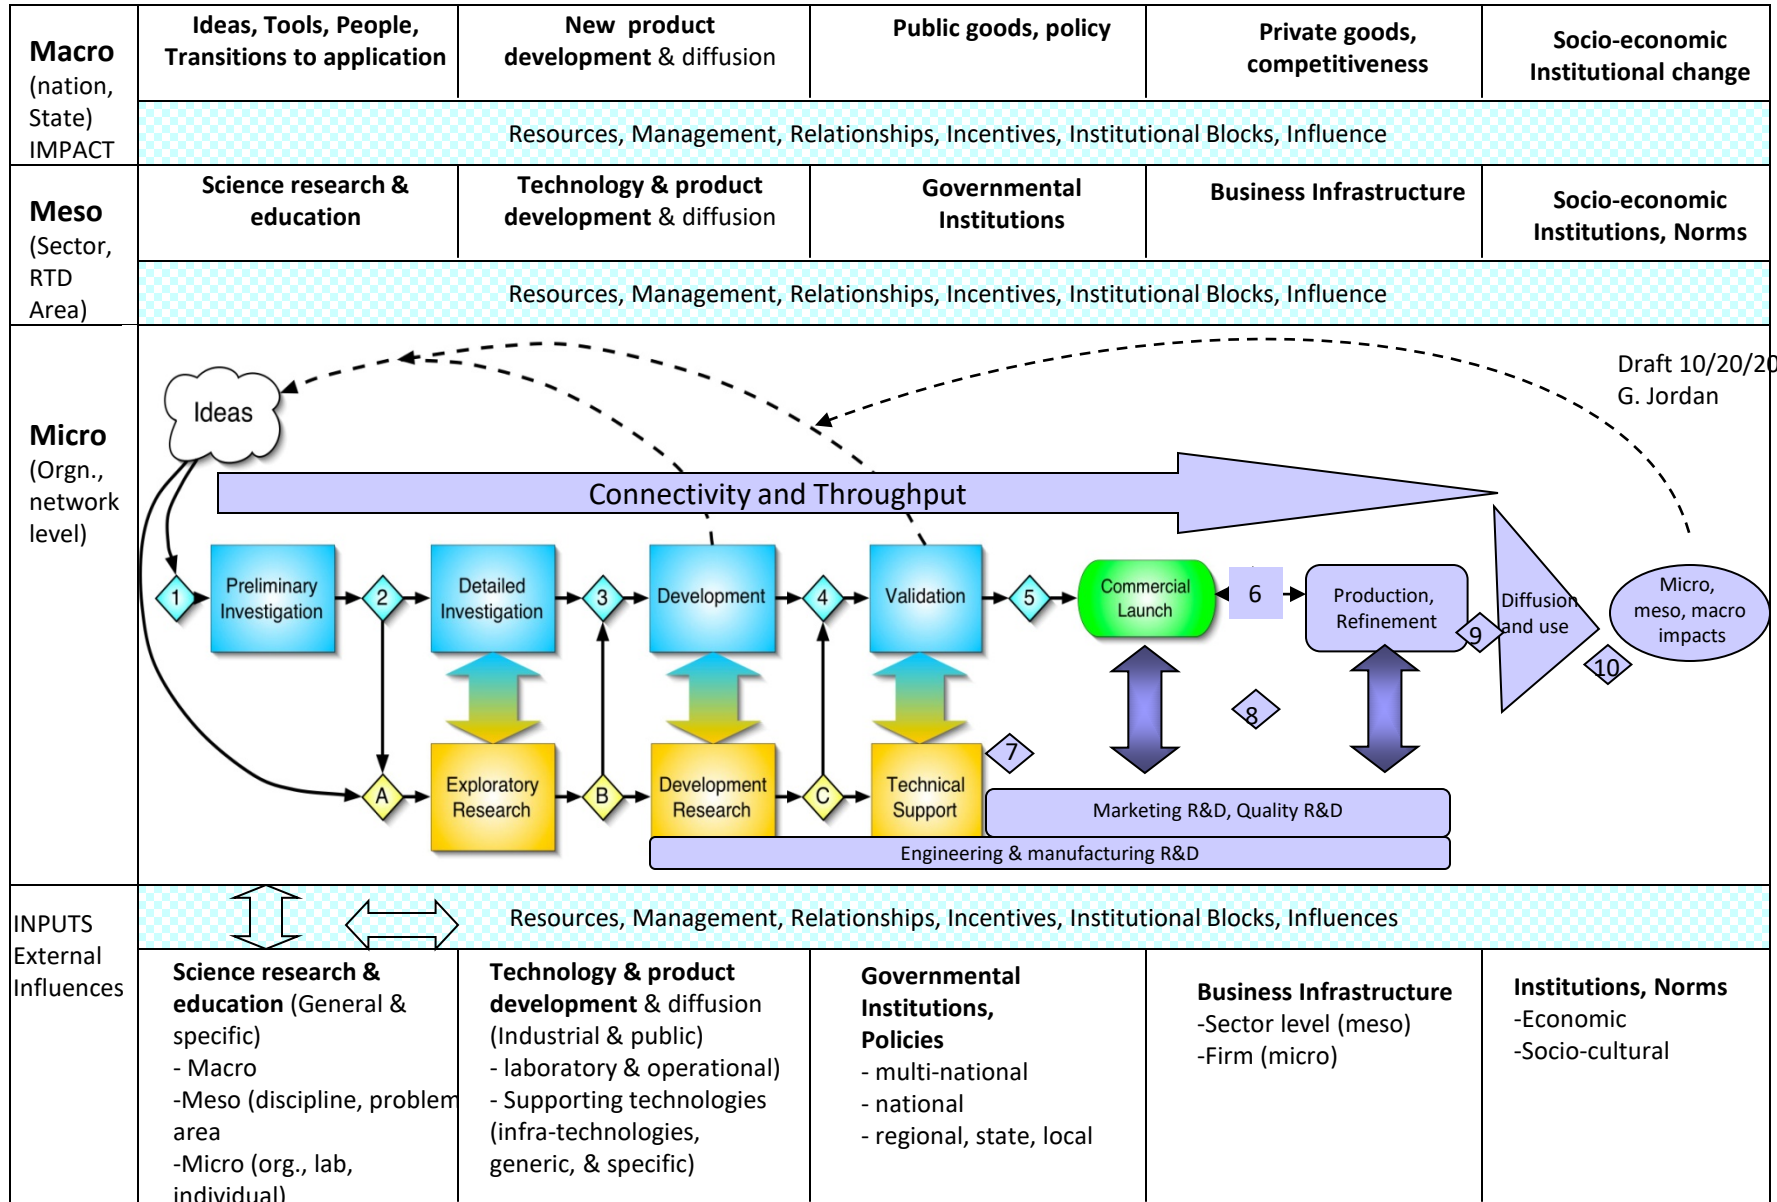 Macro
(nation,
State)
IMPACT
Ideas, Tools, People,
Transitions to application
New product
development & diffusion
Public goods, policy
Private goods,
competitiveness
Socio-economic
Institutional change
Resources, Management, Relationships, Incentives, Institutional Blocks, Influence
Meso
(Sector,
RTD
Area)
Science research &
education
Technology & product
development & diffusion
Governmental
Institutions
Business Infrastructure
Socio-economic
Institutions, Norms
Resources, Management, Relationships, Incentives, Institutional Blocks, Influence
Micro
(Orgn.,
network
level)
Draft 10/20/20
G. Jordan
Ideas
Connectivity and Throughput
1
Preliminary
Investigation
2
Detailed
Investigation
3
Development
4
Validation
5
Commercial
Launch
6
Production,
Refinement
9
Diffusion
and use
10
Micro,
meso, macro
impacts
8
7
A
Exploratory
Research
B
Development
Research
C
Technical
Support
Marketing R&D, Quality R&D
Engineering & manufacturing R&D
INPUTS
External
Influences
Resources, Management, Relationships, Incentives, Institutional Blocks, Influences
Science research &
education (General &
specific)
- Macro
-Meso (discipline, problem
area
-Micro (org., lab,
individual)
Technology & product
development & diffusion
(Industrial & public)
- laboratory & operational)
- Supporting technologies
(infra-technologies,
generic, & specific)
Governmental
Institutions,
Policies
- multi-national
- national
- regional, state, local
Business Infrastructure
-Sector level (meso)
-Firm (micro)
Institutions, Norms
-Economic
-Socio-cultural